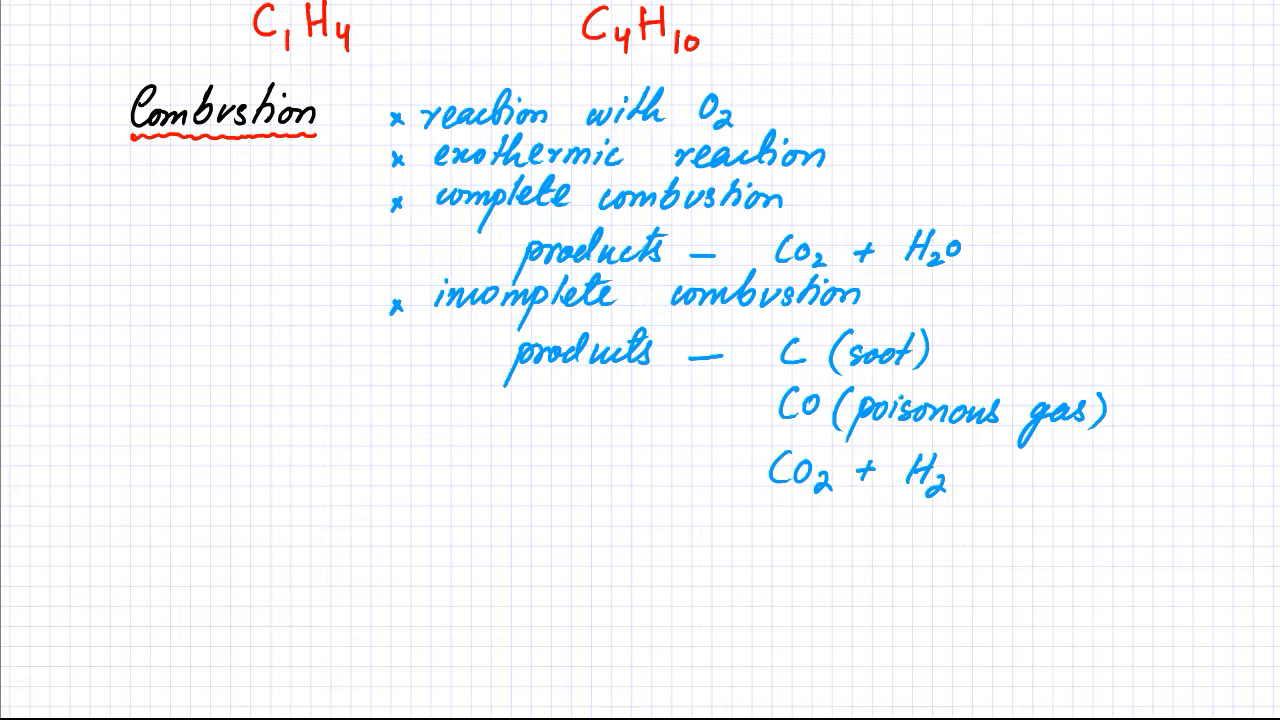 C₁H₄ C₄H₁₀
Combustion × reaction with O₂
× exothermic reaction
× complete combustion
products — CO₂ + H₂O
× incomplete combustion
products — C (soot)
CO (poisonous gas)
CO₂ + H₂